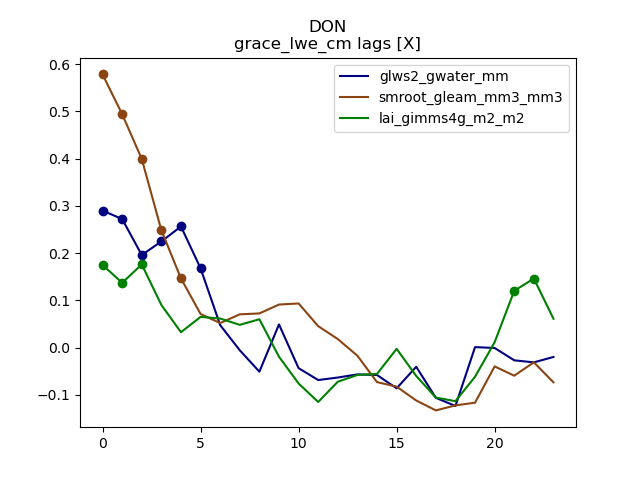 DON
grace_lwe_cm lags [X]
glws2_gwater_mm
smroot_gleam_mm3_mm3
lai_gimms4g_m2_m2
0.6
0.5
0.4
0.3
0.2
0.1
0.0
−0.1
0 5 10 15 20